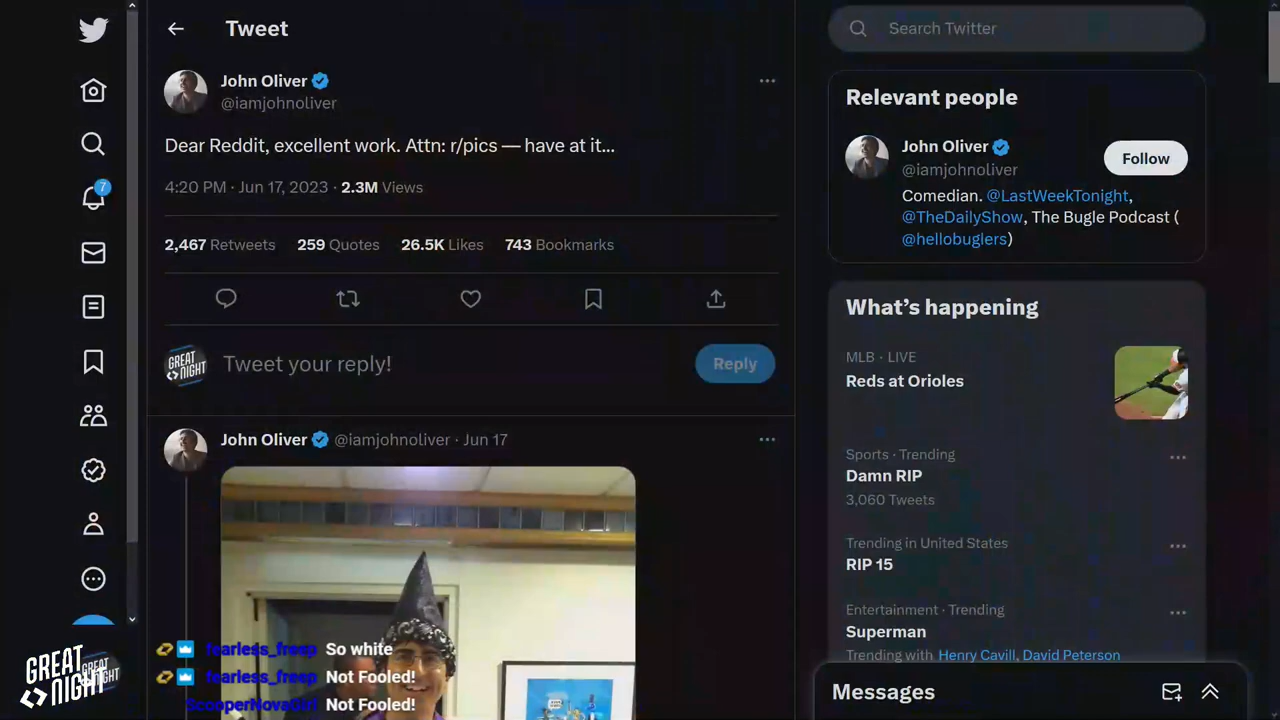 Tweet
John Oliver
@iamjohnoliver
Dear Reddit, excellent work. Attn: r/pics — have at it...
4:20 PM · Jun 17, 2023 · 2.3M Views
2,467 Retweets 259 Quotes 26.5K Likes 743 Bookmarks
GREAT
NIGHT
Tweet your reply!
Reply
John Oliver @iamjohnoliver · Jun 17
fearless_freep So white
fearless_freep Not Fooled!
ScooperNovaGirl Not Fooled!
7
GREAT
NIGHT
Search Twitter
Relevant people
John Oliver
@iamjohnoliver
Follow
Comedian. @LastWeekTonight,
@TheDailyShow, The Bugle Podcast (
@hellobuglers)
What's happening
MLB · LIVE
Reds at Orioles
Sports · Trending
Damn RIP
3,060 Tweets
Trending in United States
RIP 15
Entertainment · Trending
Superman
Trending with Henry Cavill, David Peterson
Messages